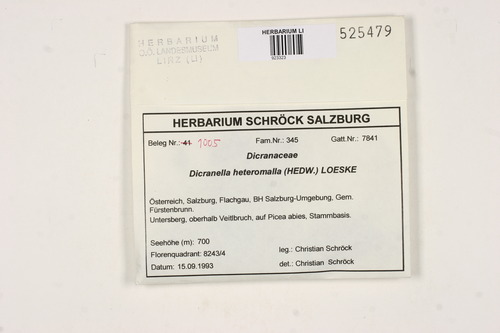 HERBARIUM
O.Ö. LANDESMUSEUM
LINZ (LI)
HERBARIUM LI
923323
525479
HERBARIUM SCHRÖCK SALZBURG
Beleg Nr.: 41 1005 Fam.Nr.: 345 Gatt.Nr.: 7841
Dicranaceae
Dicranella heteromalla (HEDW.) LOESKE
Österreich, Salzburg, Flachgau, BH Salzburg-Umgebung, Gem.
Fürstenbrunn.
Untersberg, oberhalb Veitlbruch, auf Picea abies, Stammbasis.
Seehöhe (m): 700 leg.: Christian Schröck
Florenquadrant: 8243/4
Datum: 15.09.1993 det.: Christian Schröck